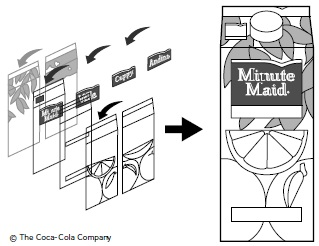 Andina
Cappy
Minute
Maid
Minute
Maid.
© The Coca-Cola Company